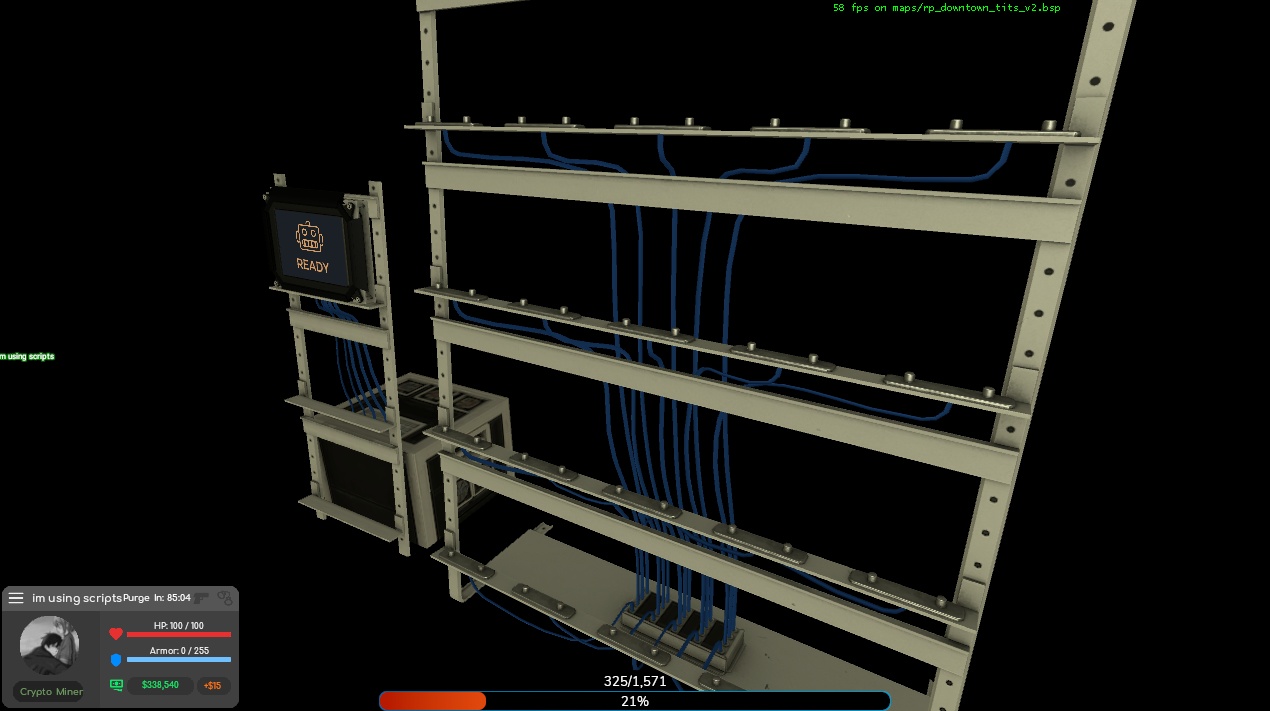 58 fps on maps/rp_downtown_tits_v2.bsp
READY
m using scripts
im using scripts Purge In: 85:04
HP: 100 / 100
Armor: 0 / 255
Crypto Miner
$338,540
+$15
325/1,571
21%